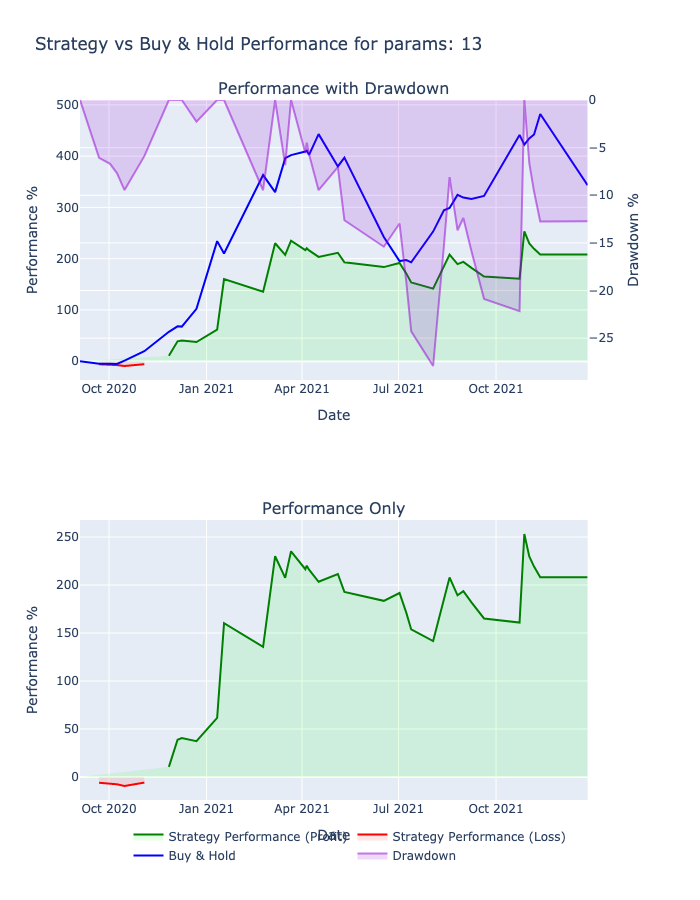 Strategy vs Buy & Hold Performance for params: 13
Performance with Drawdown
500
400
300
200
100
0
Performance %
0
−5
−10
−15
−20
−25
Drawdown %
Oct 2020
Jan 2021
Apr 2021
Jul 2021
Oct 2021
Date
Performance Only
250
200
150
100
50
0
Performance %
Oct 2020
Jan 2021
Apr 2021
Jul 2021
Oct 2021
Date
Strategy Performance (Profit)
Strategy Performance (Loss)
Buy & Hold
Drawdown